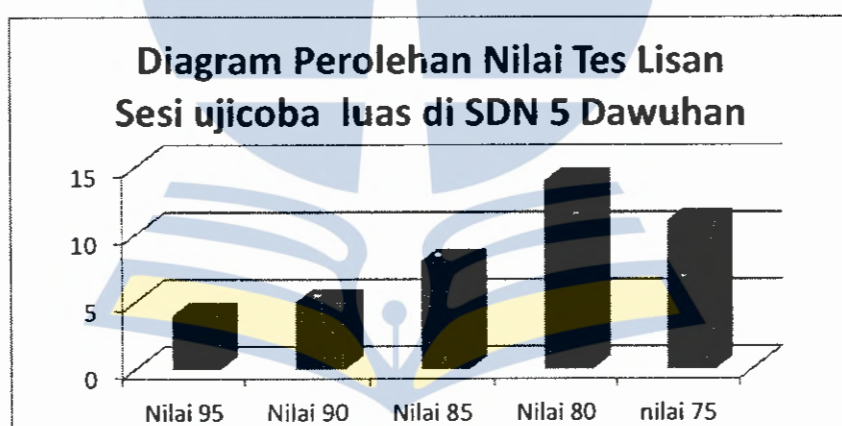 Diagram Perolehan Nilai Tes Lisan
Sesi ujicoba luas di SDN 5 Dawuhan
15
10
5
0
Nilai 95 Nilai 90 Nilai 85 Nilai 80 nilai 75